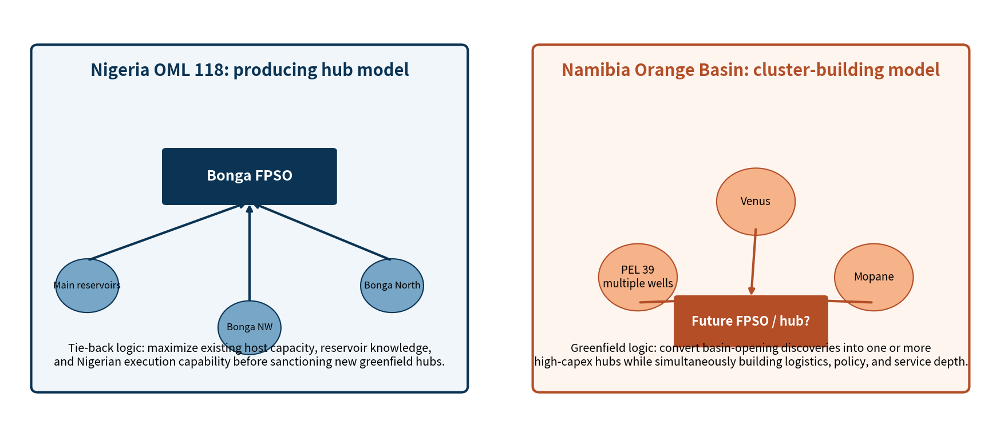 Nigeria OML 118: producing hub model
Bonga FPSO
Main reservoirs
Bonga North
Bonga NW
Tie-back logic: maximize existing host capacity, reservoir knowledge,
and Nigerian execution capability before sanctioning new greenfield hubs.
Namibia Orange Basin: cluster-building model
Venus
PEL 39
multiple wells
Mopane
Future FPSO / hub?
Greenfield logic: convert basin-opening discoveries into one or more
high-capex hubs while simultaneously building logistics, policy, and service depth.